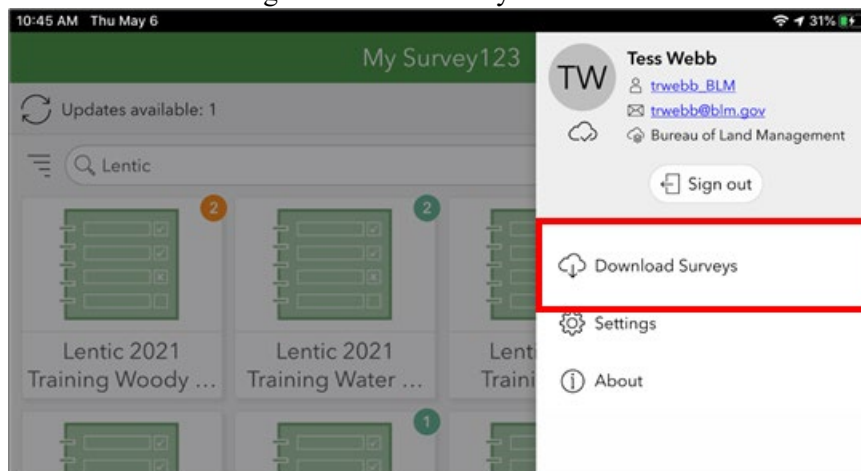 10:45 AM Thu May 6
31%
My Survey123
Updates available: 1
Lentic
2
2
Lentic 2021
Training Woody ...
Lentic 2021
Training Water ...
Lenti
Traini
1
TW
Tess Webb
trwebb_BLM
trwebb@blm.gov
Bureau of Land Management
Sign out
Download Surveys
Settings
About